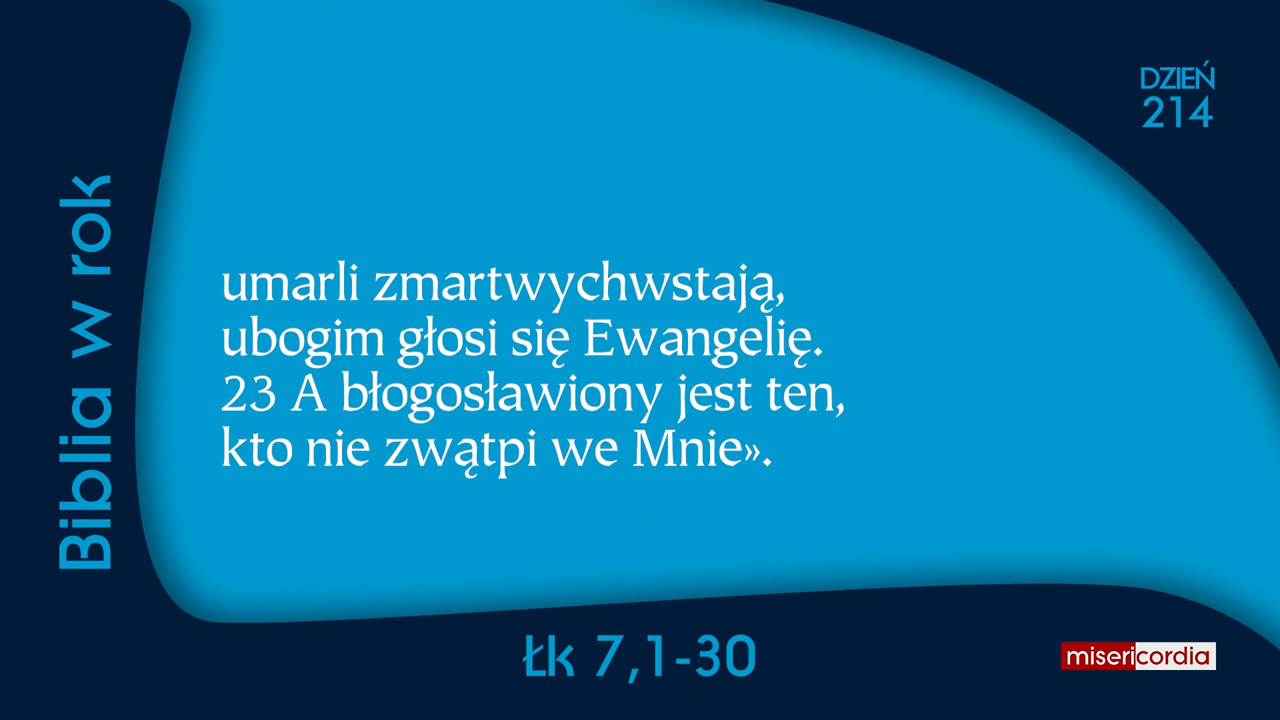 DZIEŃ
214
Biblia w rok
umarli zmartwychwstają,
ubogim głosi się Ewangelię.
23 A błogosławiony jest ten,
kto nie zwątpi we Mnie».
Łk 7,1-30
misericordia